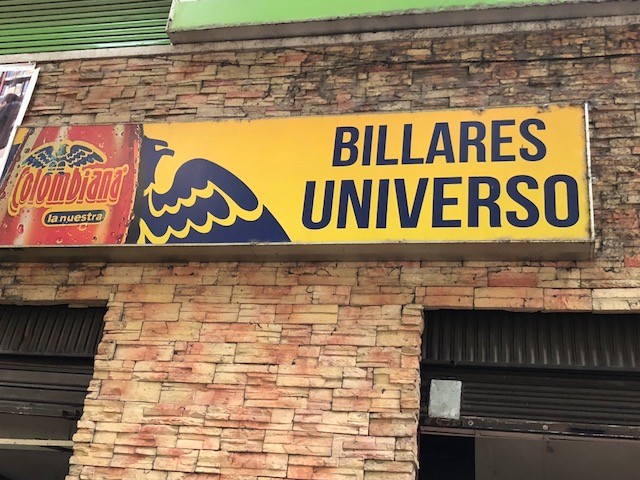 Colombiana
la nuestra
BILLARES
UNIVERSO